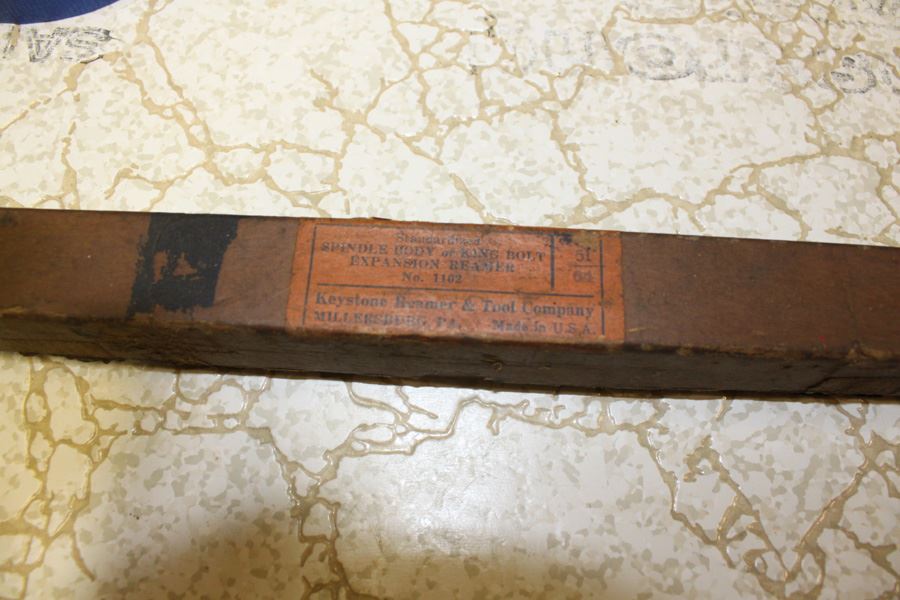 Standardized
SPINDLE BODY or KING BOLT
EXPANSION REAMER
No. 1162
51
64
Keystone Reamer & Tool Company
MILLERSBURG, PA. Made in U.S.A.